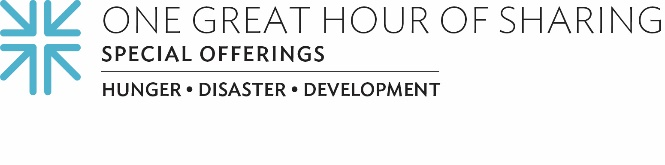 ONE GREAT HOUR OF SHARING
SPECIAL OFFERINGS
HUNGER • DISASTER • DEVELOPMENT